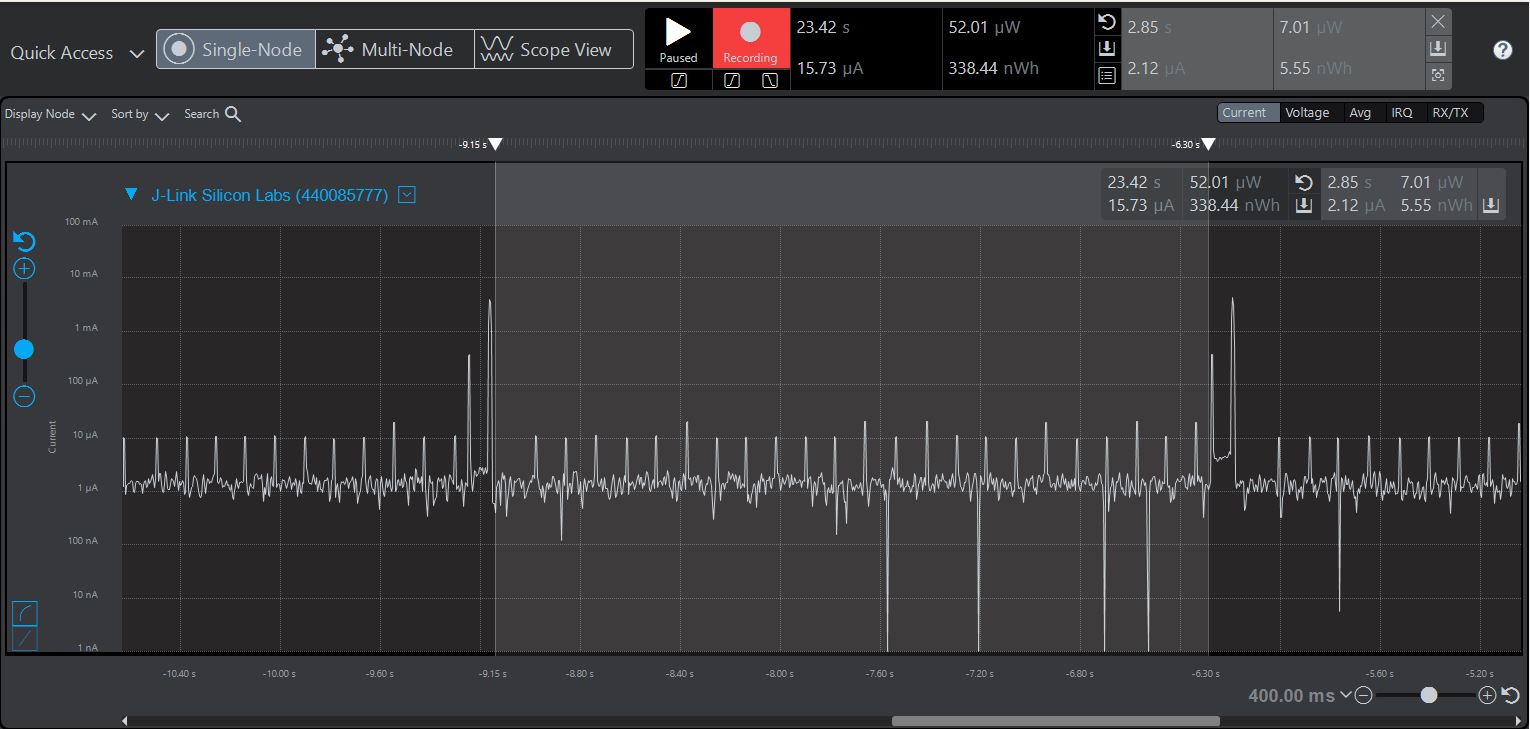 Quick Access
Single-Node
Multi-Node
Scope View
Paused
Recording
23.42 s
52.01 µW
15.73 µA
338.44 nWh
2.85 s
7.01 µW
2.12 µA
5.55 nWh
?
Display Node
Sort by
Search
Current
Voltage
Avg
IRQ
RX/TX
-9.15 s
-6.30 s
J-Link Silicon Labs (440085777)
23.42 s
52.01 µW
15.73 µA
338.44 nWh
2.85 s
7.01 µW
2.12 µA
5.55 nWh
100 mA
10 mA
1 mA
100 µA
10 µA
1 µA
100 nA
10 nA
1 nA
Current
-10.40 s
-10.00 s
-9.60 s
-9.15 s
-8.80 s
-8.40 s
-8.00 s
-7.60 s
-7.20 s
-6.80 s
-6.30 s
-5.60 s
-5.20 s
400.00 ms